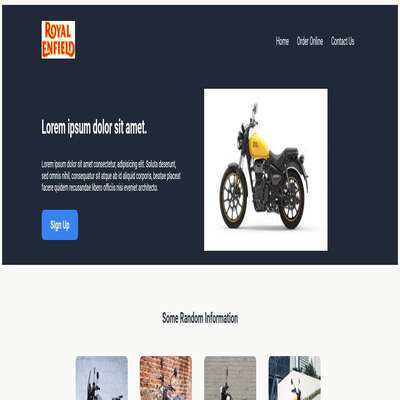 ROYAL
ENFIELD
Home Order Online Contact Us
Lorem ipsum dolor sit amet.
Lorem ipsum dolor sit amet consectetur, adipisicing elit. Soluta deserunt,
sed omnis nihil, consequatur sit atque ab id aliquid corporis, beatae placeat
facere quidem recusandae libero officiis nisi eveniet architecto.
Sign Up
Some Random Information